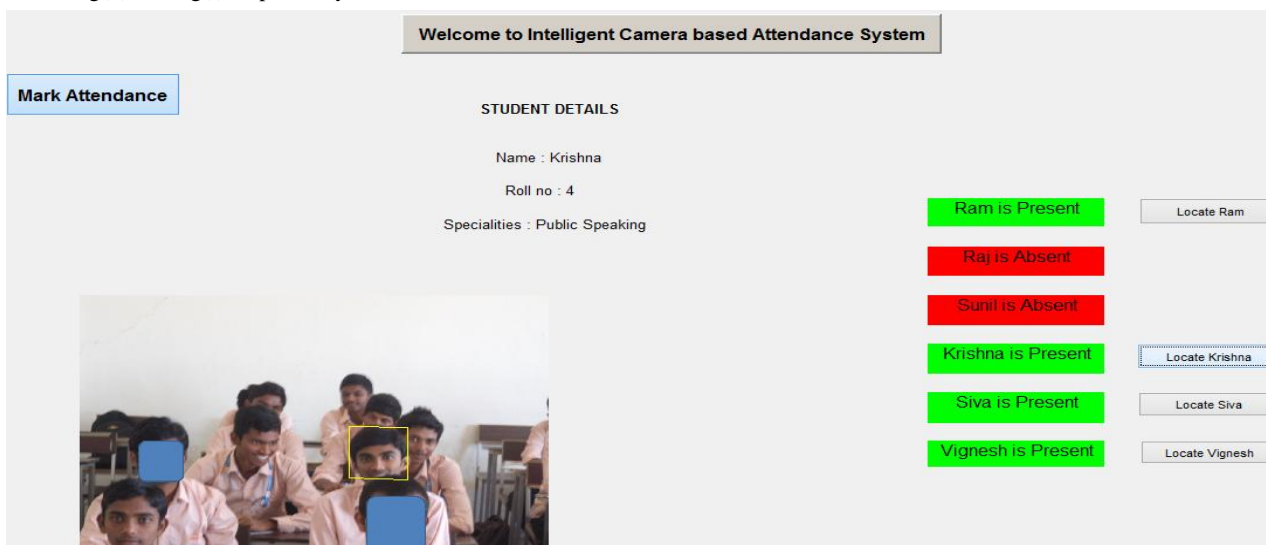 Welcome to Intelligent Camera based Attendance System
Mark Attendance
STUDENT DETAILS
Name : Krishna
Roll no : 4
Specialities : Public Speaking
Ram is Present
Locate Ram
Raj is Absent
Sunil is Absent
Krishna is Present
Locate Krishna
Siva is Present
Locate Siva
Vignesh is Present
Locate Vignesh